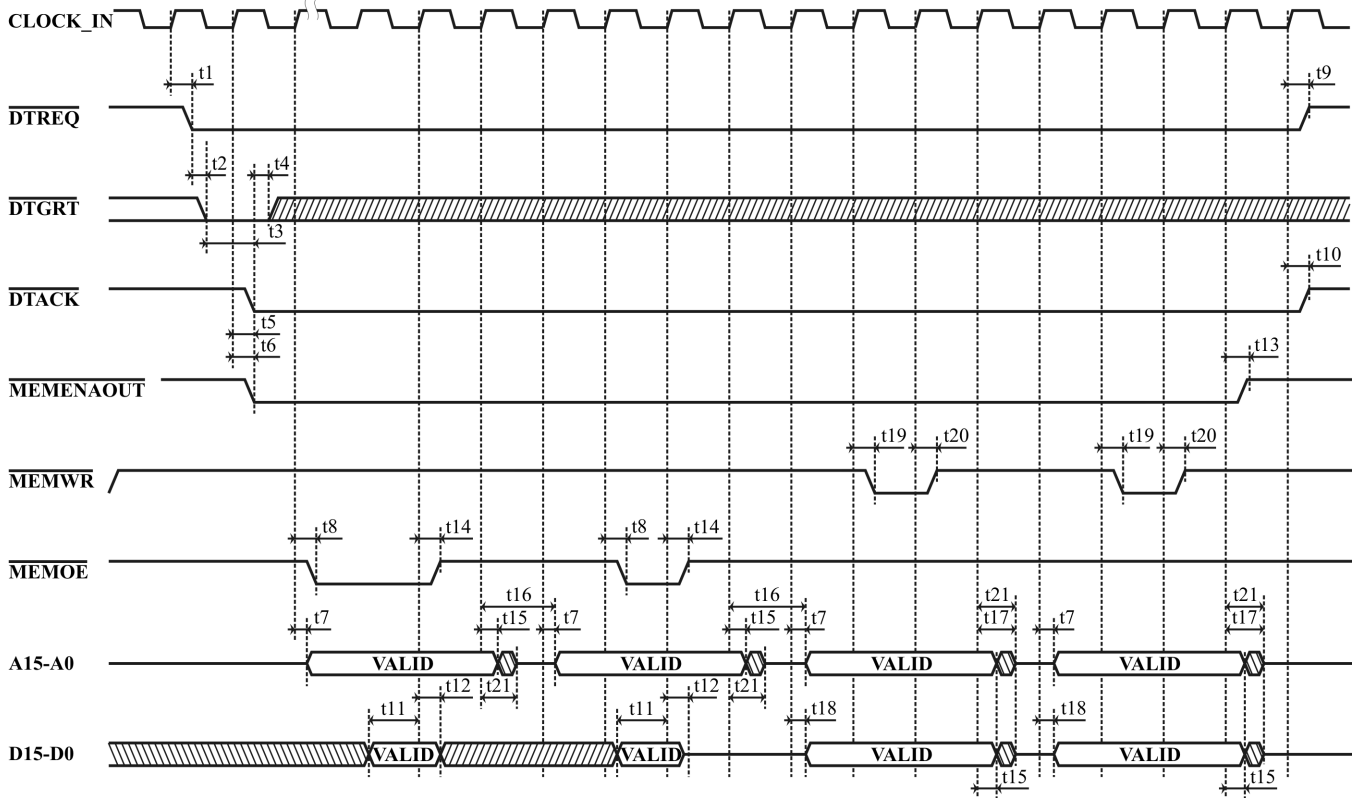 CLOCK_IN
t1 t9
DTREQ
t2 t4
DTGRT
t3
t10
DTACK
t5
t6 t13
MEMENAOUT
t19 t20 t19 t20
MEMWR
t8 t14 t8 t14
MEMOE
t16 t16 t21 t21
t7 t15 t7 t15 t7 t17 t7 t17
A15-A0 VALID VALID VALID VALID
t12 t21 t12 t21
t11 t11 t18 t18
D15-D0 VALID VALID VALID VALID
t15 t15